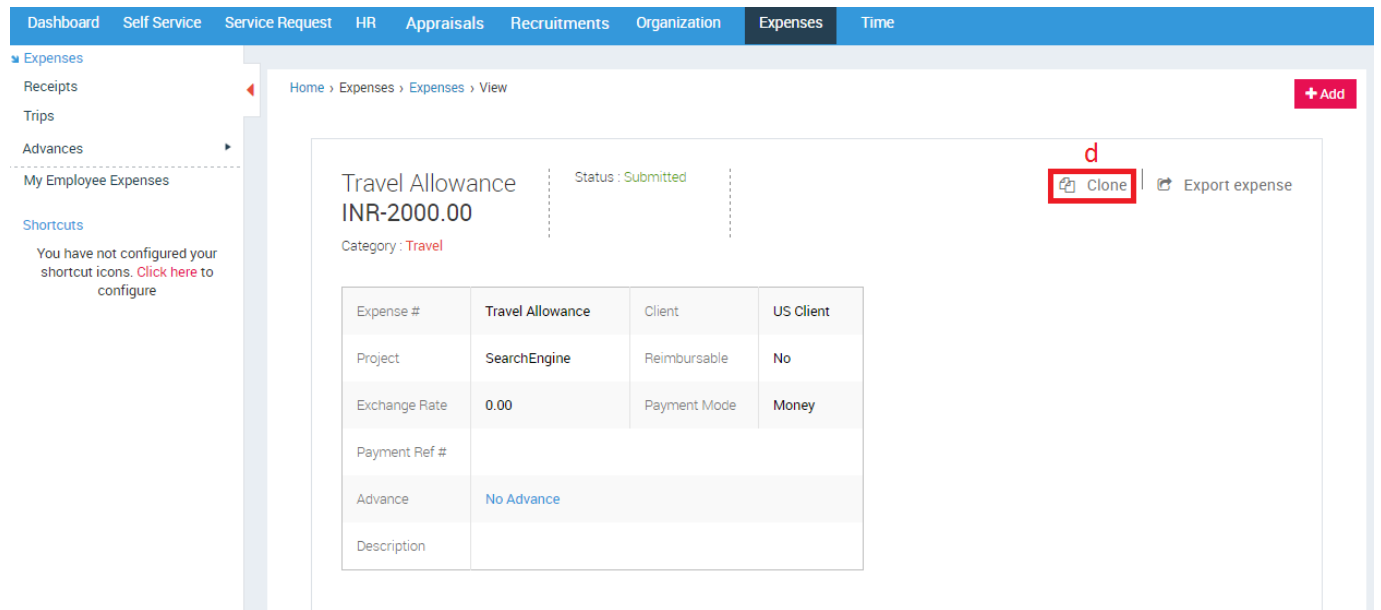 Dashboard Self Service Service Request HR Appraisals Recruitments Organization Expenses Time
Expenses
Receipts
Trips
Advances
My Employee Expenses
Shortcuts
You have not configured your
shortcut icons. Click here to
configure
Home › Expenses › Expenses › View
+ Add
d
Clone
Export expense
Travel Allowance
INR-2000.00
Category : Travel
Status : Submitted
Expense # Travel Allowance Client US Client
Project SearchEngine Reimbursable No
Exchange Rate 0.00 Payment Mode Money
Payment Ref #
Advance No Advance
Description